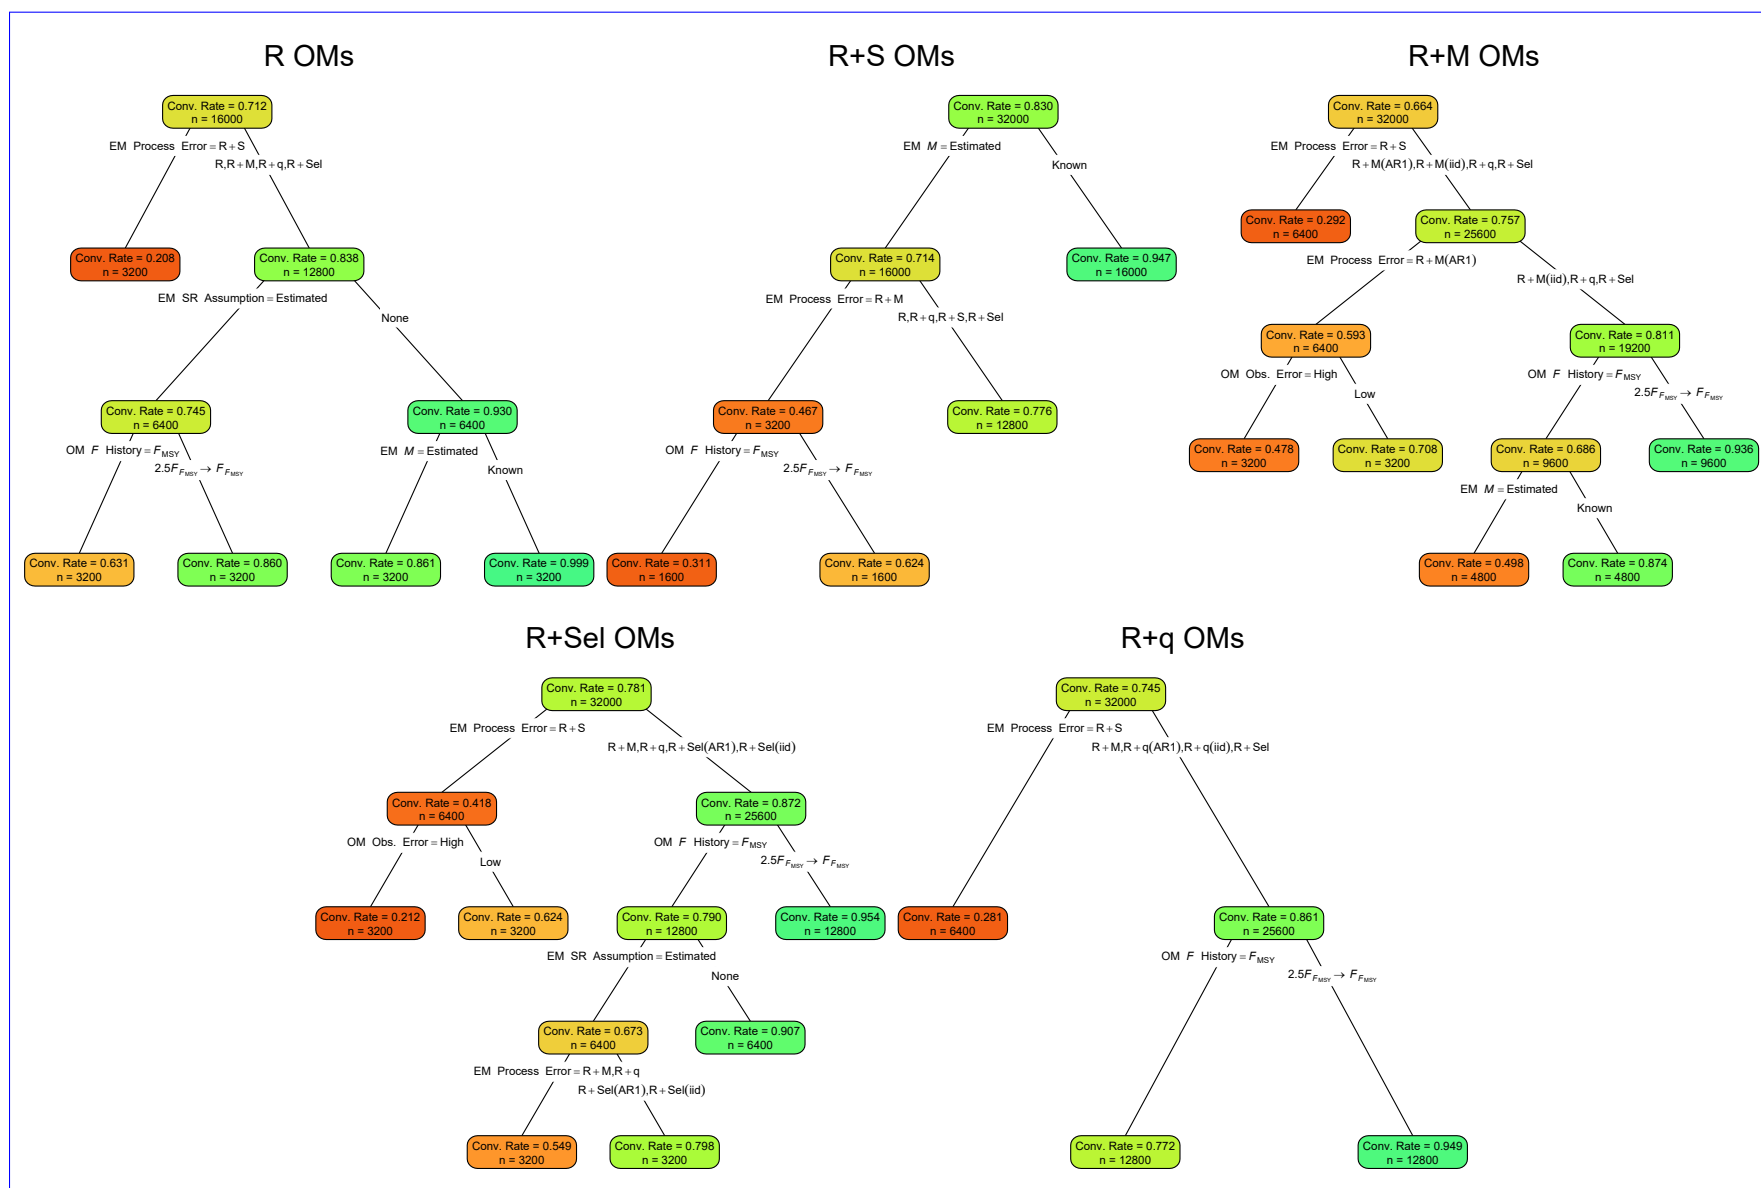 R OMs
Conv. Rate = 0.712
n = 16000
EM Process Error = R + S
R,R + M,R + q,R + Sel
Conv. Rate = 0.208
n = 3200
Conv. Rate = 0.838
n = 12800
EM SR Assumption = Estimated
None
Conv. Rate = 0.745
n = 6400
Conv. Rate = 0.930
n = 6400
OM F History = FMSY
2.5FFMSY → FFMSY
EM M = Estimated
Known
Conv. Rate = 0.631
n = 3200
Conv. Rate = 0.860
n = 3200
Conv. Rate = 0.861
n = 3200
Conv. Rate = 0.999
n = 3200
R+S OMs
Conv. Rate = 0.830
n = 32000
EM M = Estimated
Known
Conv. Rate = 0.714
n = 16000
Conv. Rate = 0.947
n = 16000
EM Process Error = R + M
R,R + q,R + S,R + Sel
Conv. Rate = 0.467
n = 3200
Conv. Rate = 0.776
n = 12800
OM F History = FMSY
2.5FFMSY → FFMSY
Conv. Rate = 0.311
n = 1600
Conv. Rate = 0.624
n = 1600
R+M OMs
Conv. Rate = 0.664
n = 32000
EM Process Error = R + S
R + M(AR1),R + M(iid),R + q,R + Sel
Conv. Rate = 0.292
n = 6400
Conv. Rate = 0.757
n = 25600
EM Process Error = R + M(AR1)
R + M(iid),R + q,R + Sel
Conv. Rate = 0.593
n = 6400
Conv. Rate = 0.811
n = 19200
OM Obs. Error = High
Low
OM F History = FMSY
2.5FFMSY → FFMSY
Conv. Rate = 0.478
n = 3200
Conv. Rate = 0.708
n = 3200
Conv. Rate = 0.686
n = 9600
Conv. Rate = 0.936
n = 9600
EM M = Estimated
Known
Conv. Rate = 0.498
n = 4800
Conv. Rate = 0.874
n = 4800
R+Sel OMs
Conv. Rate = 0.781
n = 32000
EM Process Error = R + S
R + M,R + q,R + Sel(AR1),R + Sel(iid)
Conv. Rate = 0.418
n = 6400
Conv. Rate = 0.872
n = 25600
OM Obs. Error = High
Low
OM F History = FMSY
2.5FFMSY → FFMSY
Conv. Rate = 0.212
n = 3200
Conv. Rate = 0.624
n = 3200
Conv. Rate = 0.790
n = 12800
Conv. Rate = 0.954
n = 12800
EM SR Assumption = Estimated
None
Conv. Rate = 0.673
n = 6400
Conv. Rate = 0.907
n = 6400
EM Process Error = R + M,R + q
R + Sel(AR1),R + Sel(iid)
Conv. Rate = 0.549
n = 3200
Conv. Rate = 0.798
n = 3200
R+q OMs
Conv. Rate = 0.745
n = 32000
EM Process Error = R + S
R + M,R + q(AR1),R + q(iid),R + Sel
Conv. Rate = 0.281
n = 6400
Conv. Rate = 0.861
n = 25600
OM F History = FMSY
2.5FFMSY → FFMSY
Conv. Rate = 0.772
n = 12800
Conv. Rate = 0.949
n = 12800